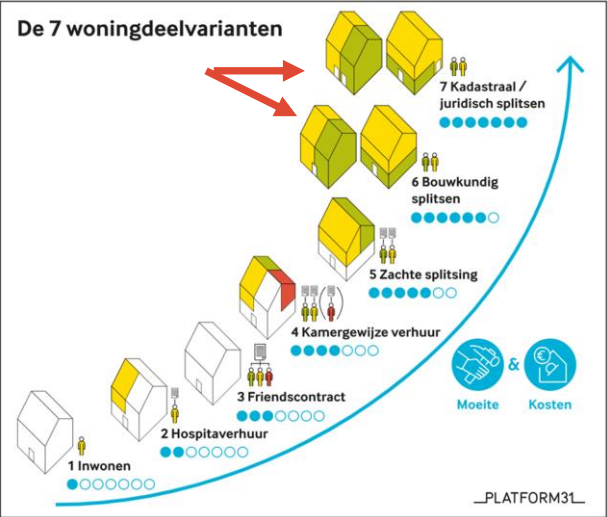 De 7 woningdeelvarianten
7 Kadastraal /
juridisch splitsen
6 Bouwkundig
splitsen
5 Zachte splitsing
4 Kamergewijze verhuur
3 Friendscontract
2 Hospitaverhuur
1 Inwonen
€
&
Moeite
Kosten
PLATFORM31